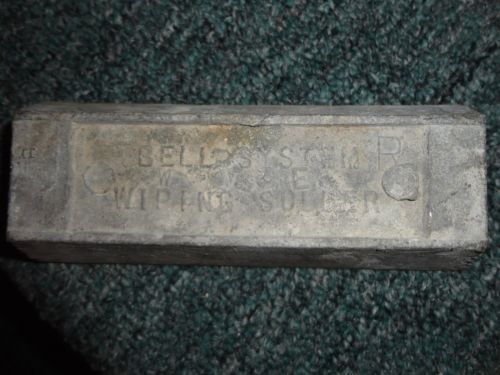 BELL SYSTEM R
WIPING SOLDER